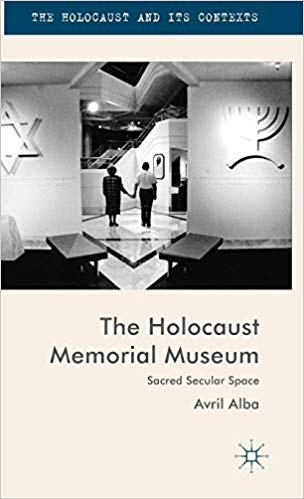 THE HOLOCAUST AND ITS CONTEXTS
The Holocaust
Memorial Museum
Sacred Secular Space
Avril Alba